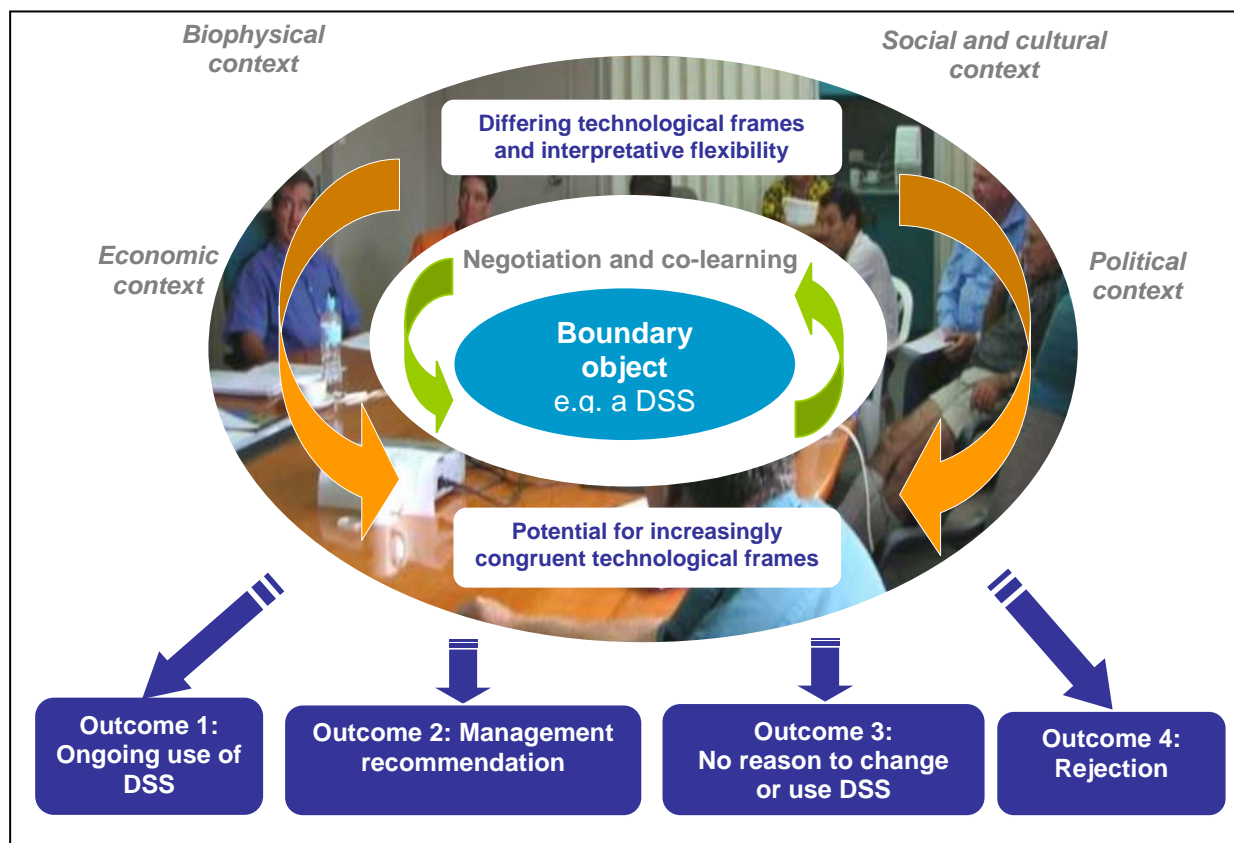 Biophysical
context
Social and cultural
context
Differing technological frames
and interpretative flexibility
Economic
context
Negotiation and co-learning
Political
context
Boundary
object
e.g. a DSS
Potential for increasingly
congruent technological frames
Outcome 1:
Ongoing use of
DSS
Outcome 2: Management
recommendation
Outcome 3:
No reason to change
or use DSS
Outcome 4:
Rejection